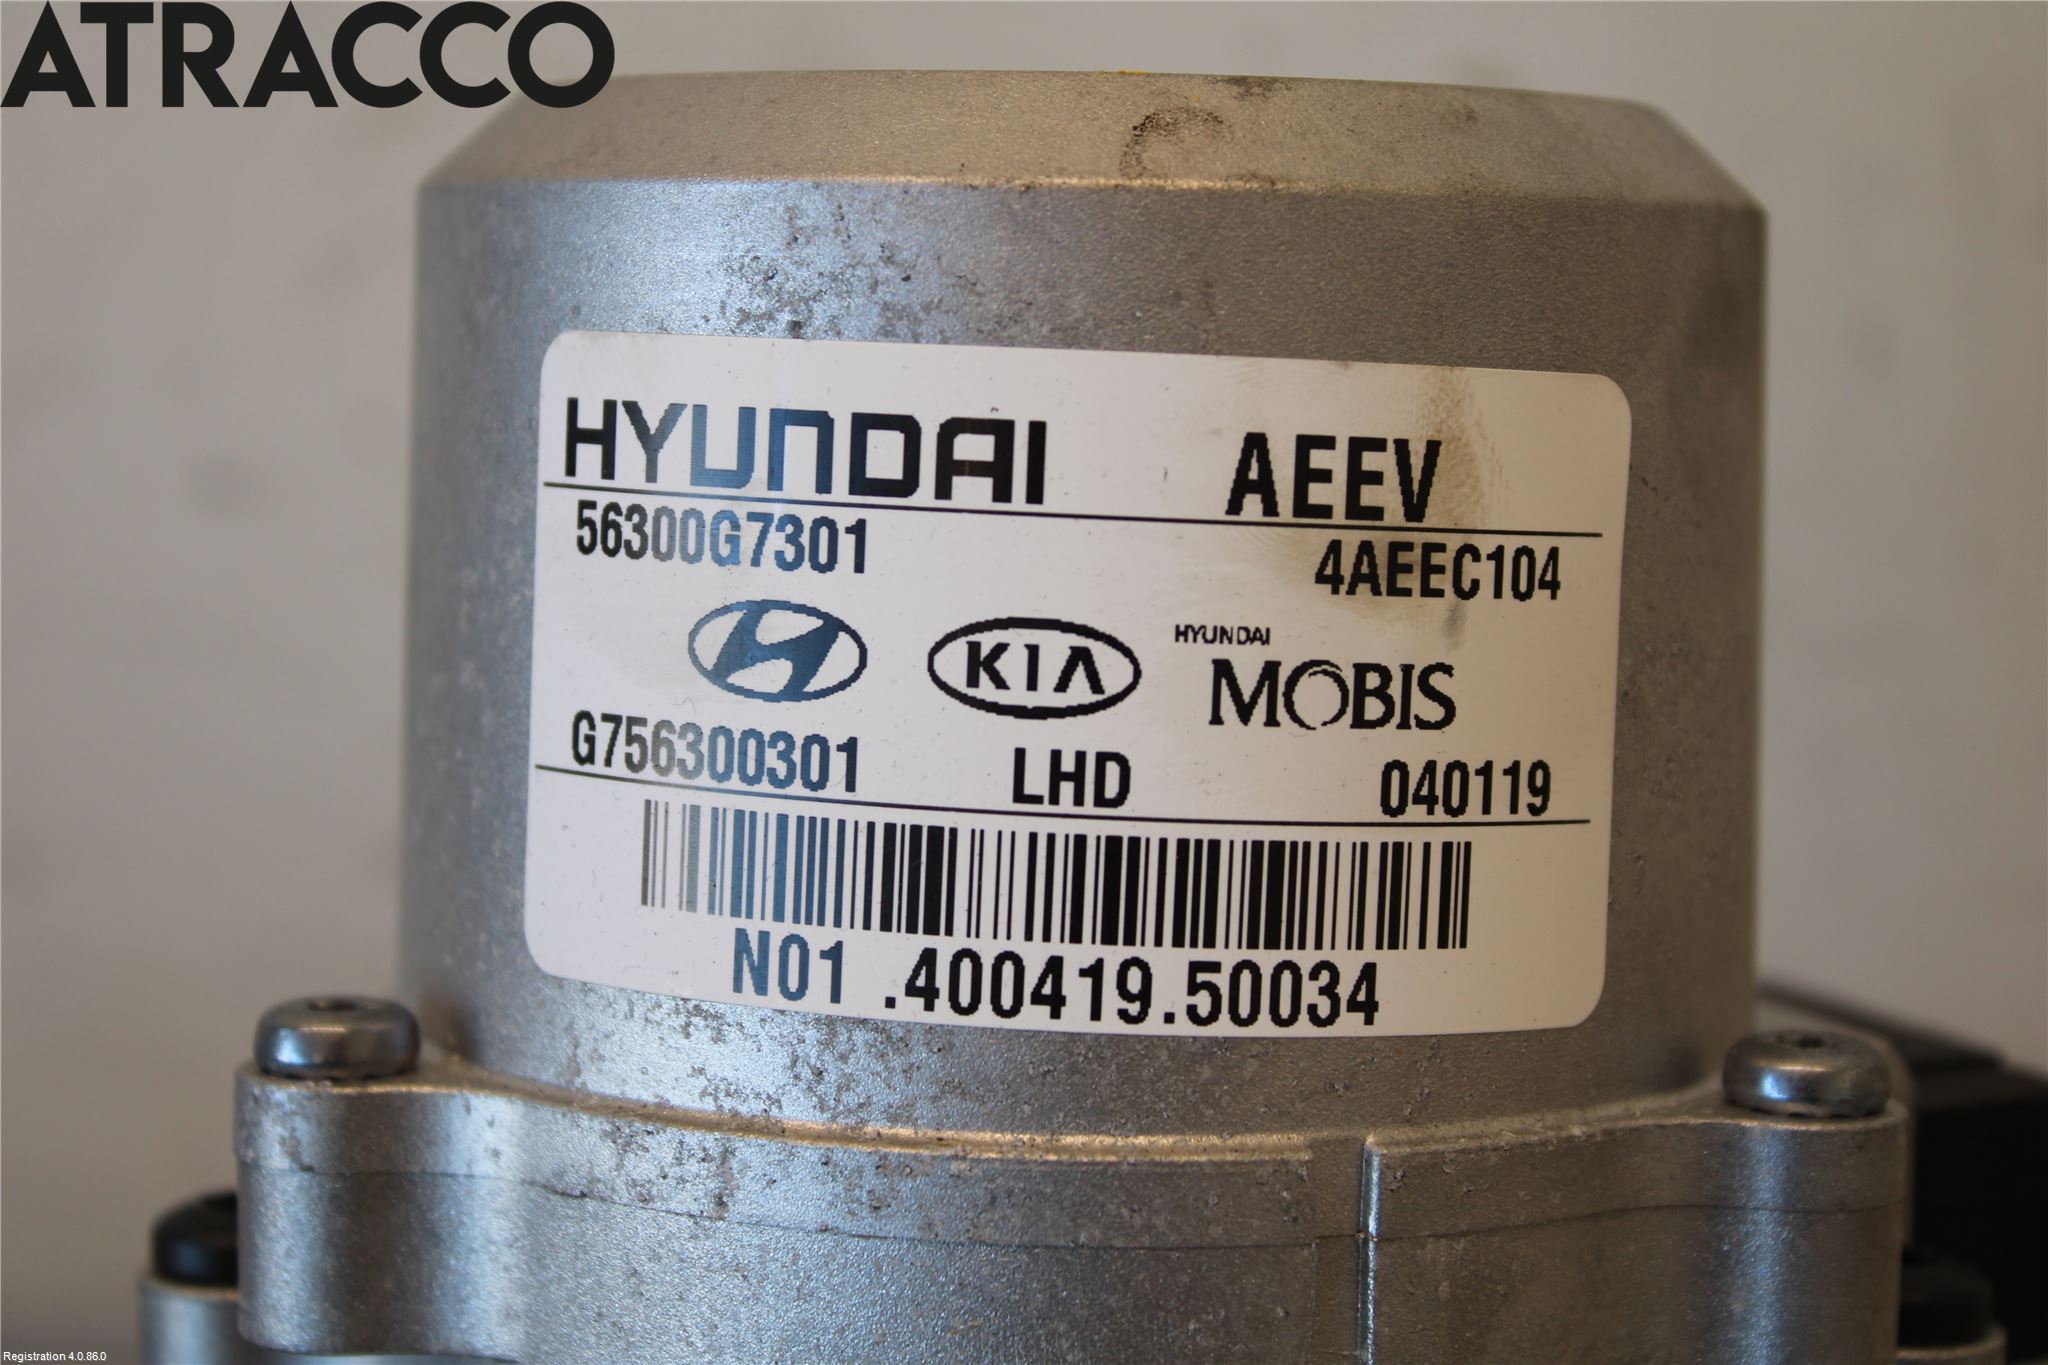 ATRACCO
HYUNDAI AEEV
56300G7301 4AEEC104
KIA HYUNDAI MOBIS
G756300301 LHD 040119
N01 .400419.50034
Registration 4.0.86.0